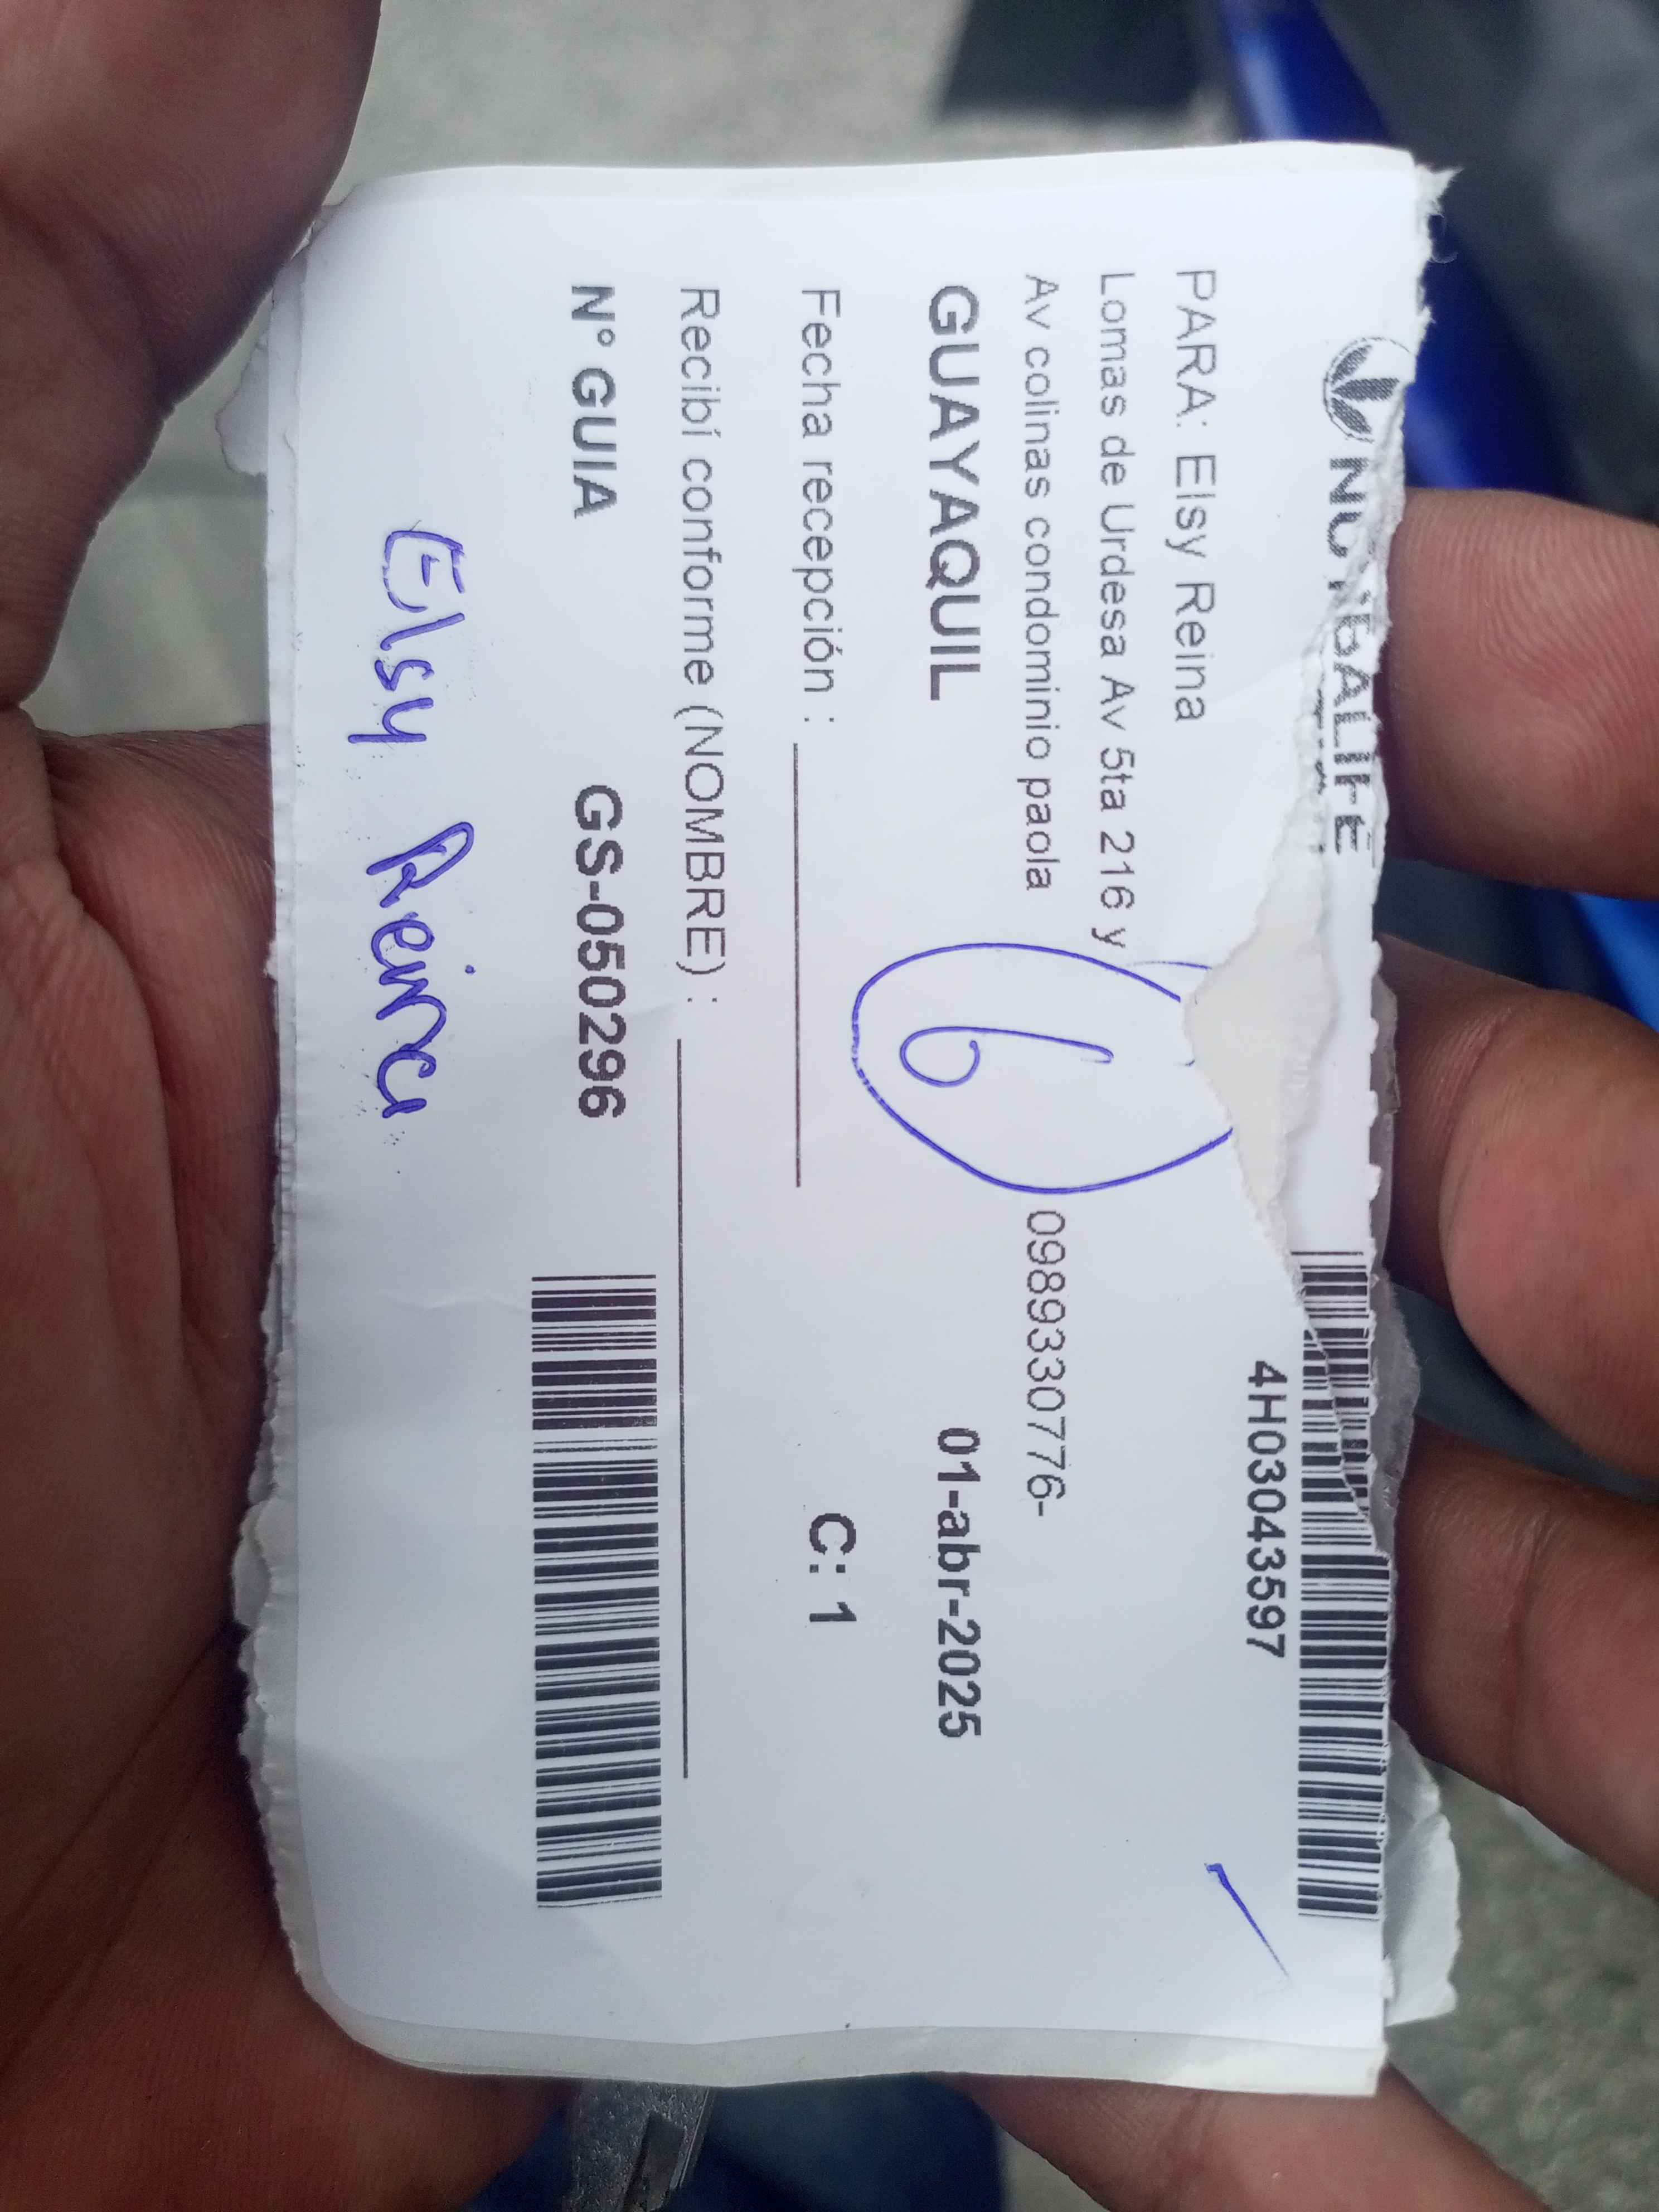 4H03043597
PARA: Elsy Reina
Lomas de Urdesa Av 5ta 216 y
Av colinas condominio paola
0989330776-
6
GUAYAQUIL
01-abr-2025
Fecha recepción :
C: 1
Recibí conforme (NOMBRE) :
N° GUIA
GS-050296
Elsy Reina